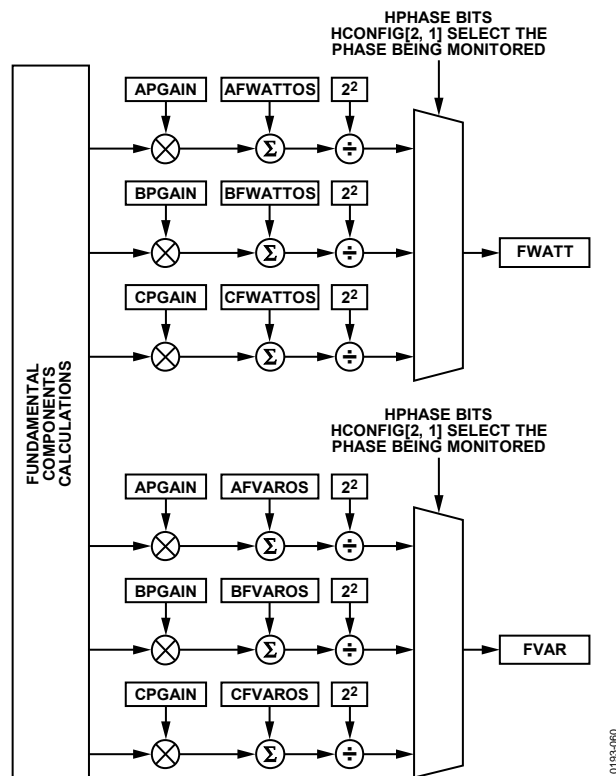 HPHASE BITS
HCONFIG[2, 1] SELECT THE
PHASE BEING MONITORED
APGAIN AFWATTOS 2²
Σ ÷
BPGAIN BFWATTOS 2²
Σ ÷
FWATT
CPGAIN CFWATTOS 2²
Σ ÷
FUNDAMENTAL
COMPONENTS
CALCULATIONS
HPHASE BITS
HCONFIG[2, 1] SELECT THE
PHASE BEING MONITORED
APGAIN AFVAROS 2²
Σ ÷
BPGAIN BFVAROS 2²
Σ ÷
FVAR
CPGAIN CFVAROS 2²
Σ ÷